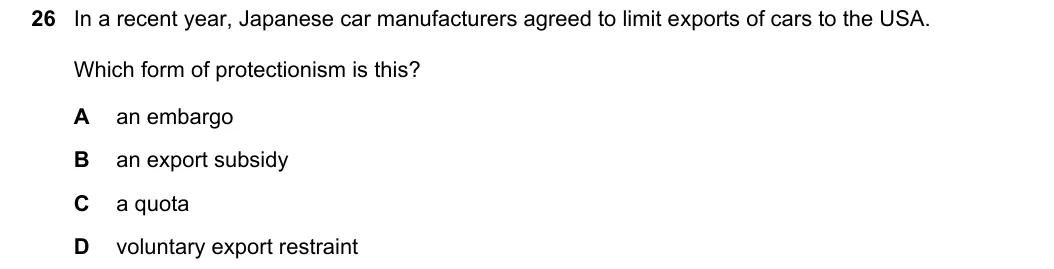 26 In a recent year, Japanese car manufacturers agreed to limit exports of cars to the USA.
Which form of protectionism is this?
A an embargo
B an export subsidy
C a quota
D voluntary export restraint